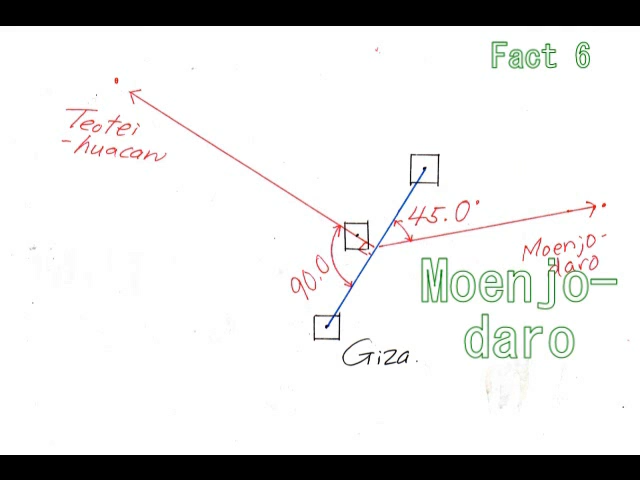 Fact 6
Teotei
-huacan
45.0°
Moenjo-
daro
90.0
Moenjo-
daro
Giza.